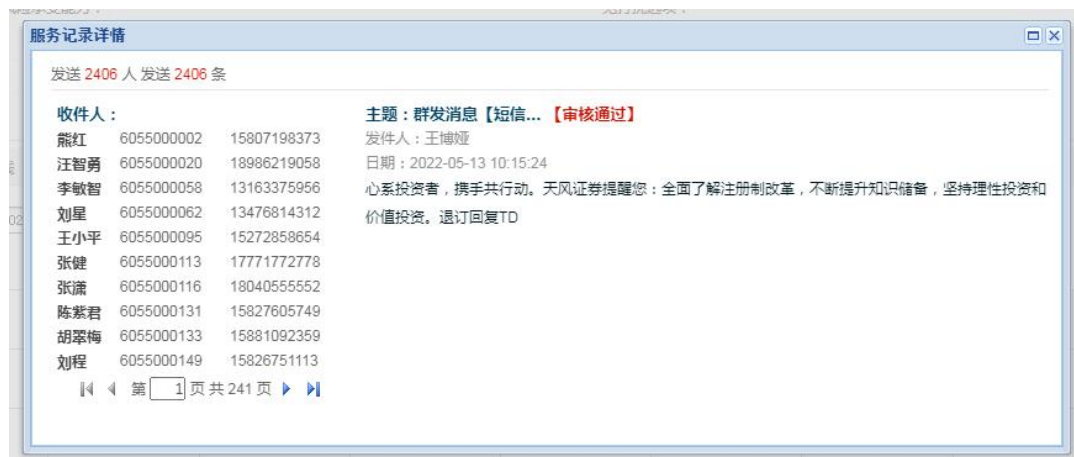 服务记录详情
发送 2406 人 发送 2406 条
收件人：
熊红 6055000002 15807198373
汪智勇 6055000020 18986219058
李敏智 6055000058 13163375956
刘星 6055000062 13476814312
王小平 6055000095 15272858654
张健 6055000113 17771772778
张潇 6055000116 18040555552
陈紫君 6055000131 15827605749
胡翠梅 6055000133 15881092359
刘程 6055000149 15826751113
第 1 页 共 241 页
主题：群发消息【短信... 【审核通过】
发件人：王博娅
日期：2022-05-13 10:15:24
心系投资者，携手共行动。天风证券提醒您：全面了解注册制改革，不断提升知识储备，坚持理性投资和
价值投资。退订回复TD